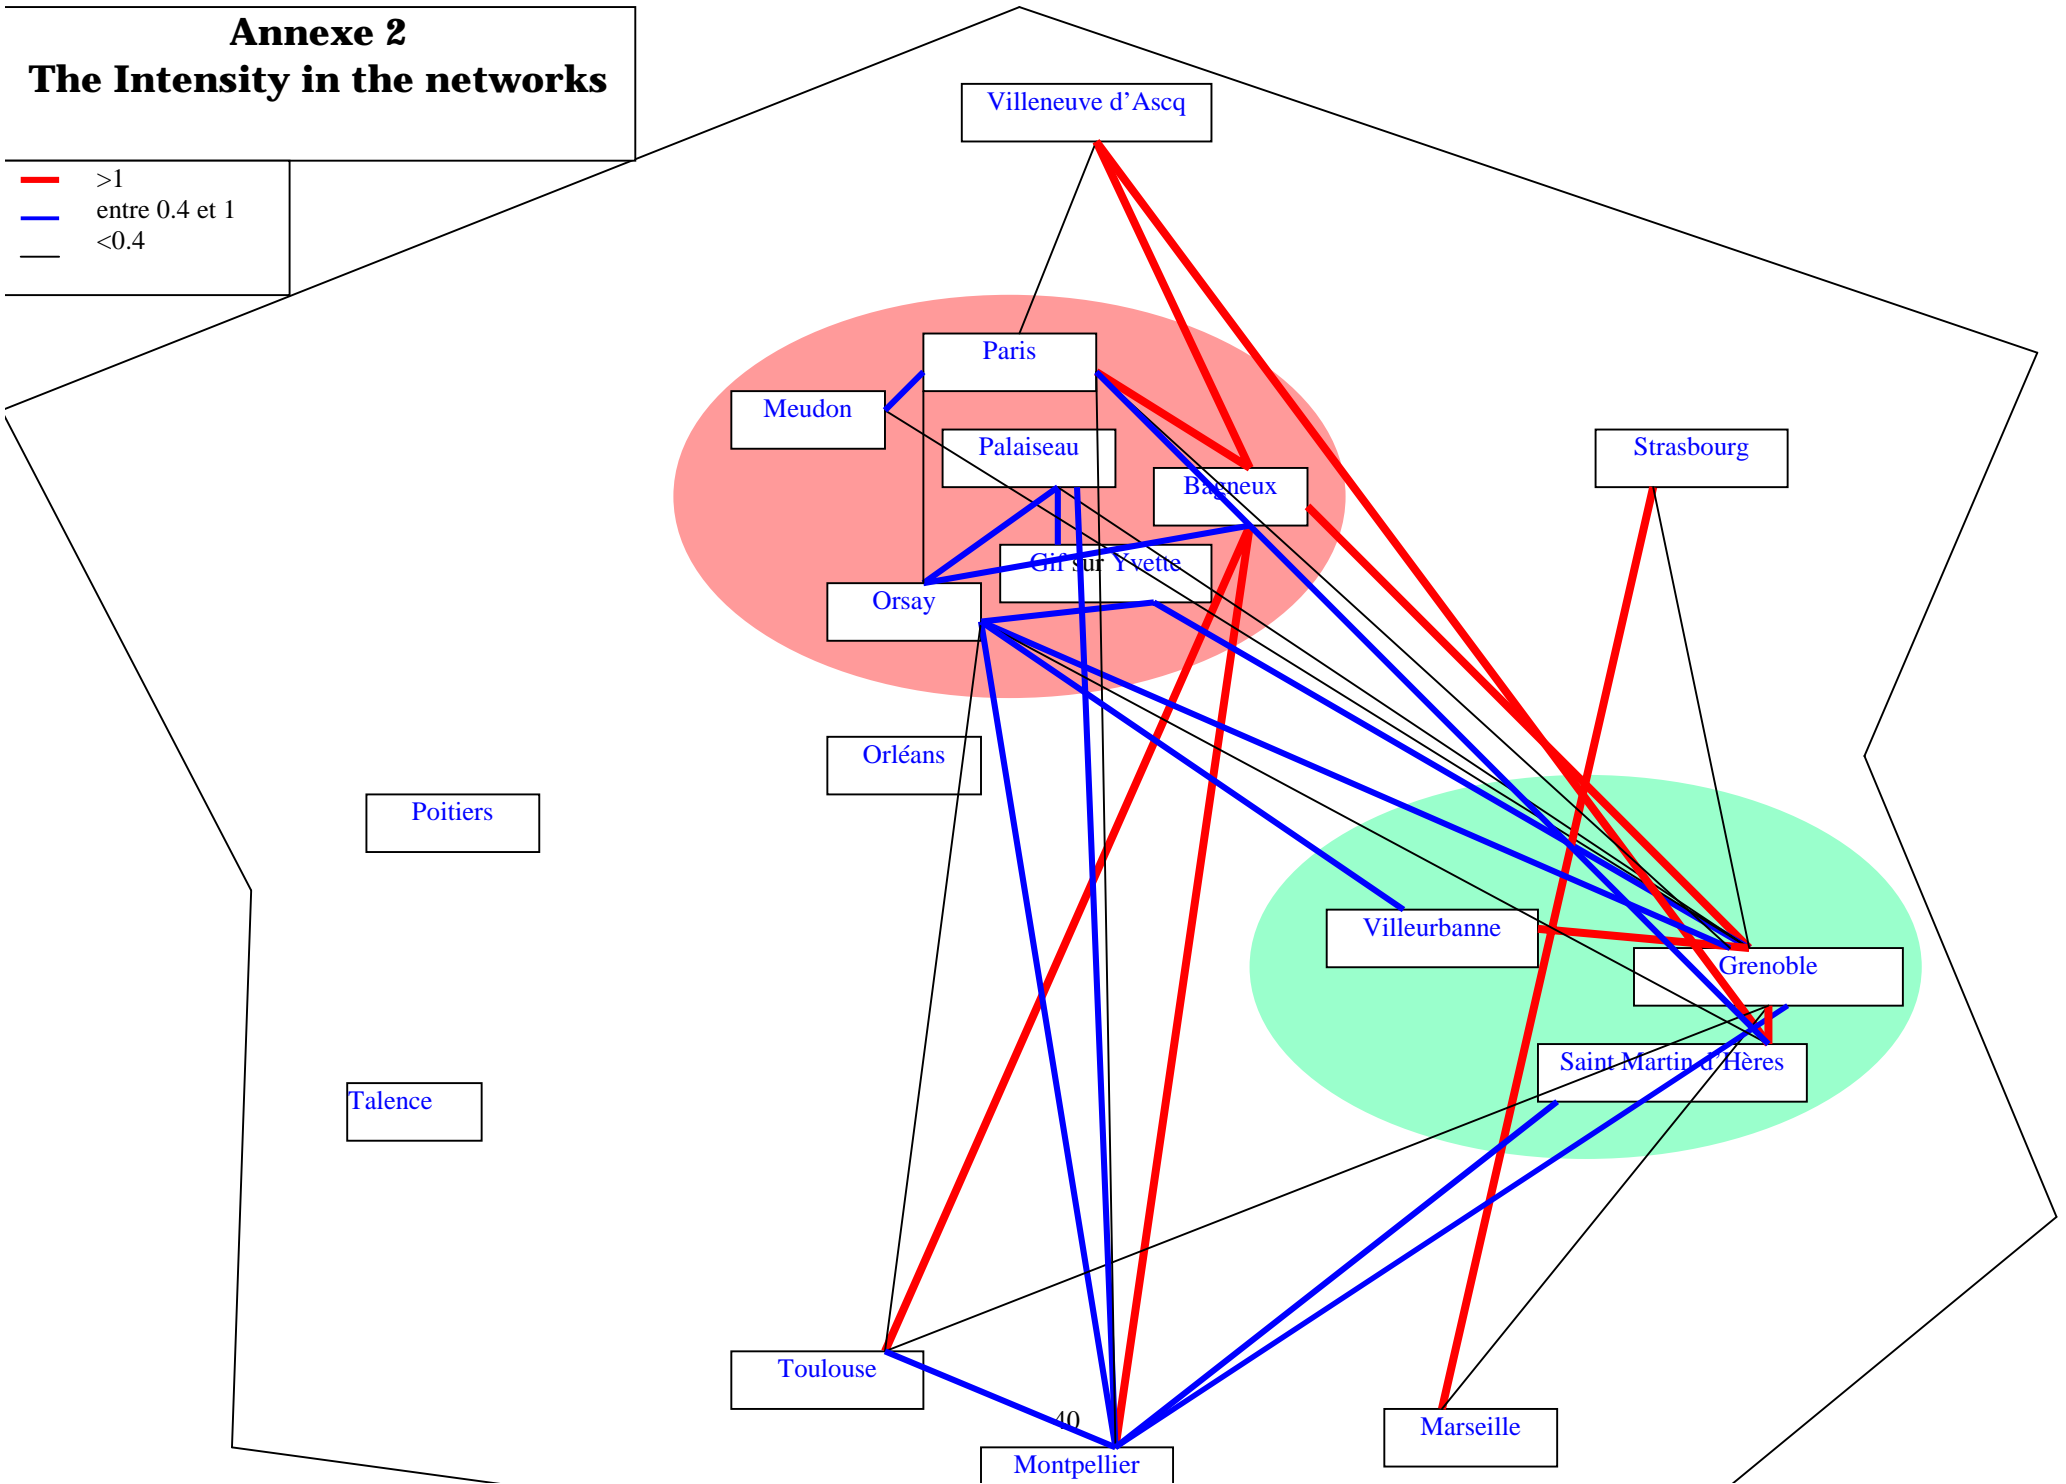 Annexe 2
The Intensity in the networks
>1
entre 0.4 et 1
<0.4
Villeneuve d'Ascq
Paris
Meudon
Palaiseau
Strasbourg
Bagneux
Gif sur Yvette
Orsay
Orléans
Poitiers
Villeurbanne
Grenoble
Saint Martin d'Hères
Talence
Toulouse
40
Marseille
Montpellier